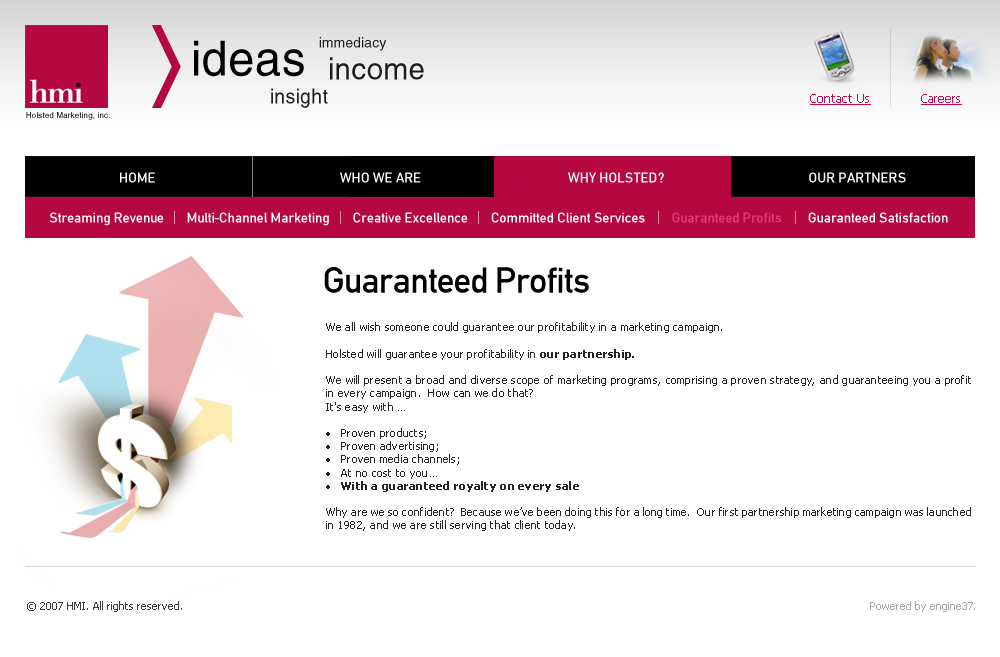 hmi
Holsted Marketing, inc.
ideas
immediacy
income
insight
Contact Us
Careers
HOME
WHO WE ARE
WHY HOLSTED?
OUR PARTNERS
Streaming Revenue
Multi-Channel Marketing
Creative Excellence
Committed Client Services
Guaranteed Profits
Guaranteed Satisfaction
Guaranteed Profits
We all wish someone could guarantee our profitability in a marketing campaign.
Holsted will guarantee your profitability in our partnership.
We will present a broad and diverse scope of marketing programs, comprising a proven strategy, and guaranteeing you a profit
in every campaign.  How can we do that?
It's easy with ...
• Proven products;
• Proven advertising;
• Proven media channels;
• At no cost to you...
• With a guaranteed royalty on every sale
Why are we so confident?  Because we've been doing this for a long time.  Our first partnership marketing campaign was launched
in 1982, and we are still serving that client today.
© 2007 HMI. All rights reserved.
Powered by engine37.